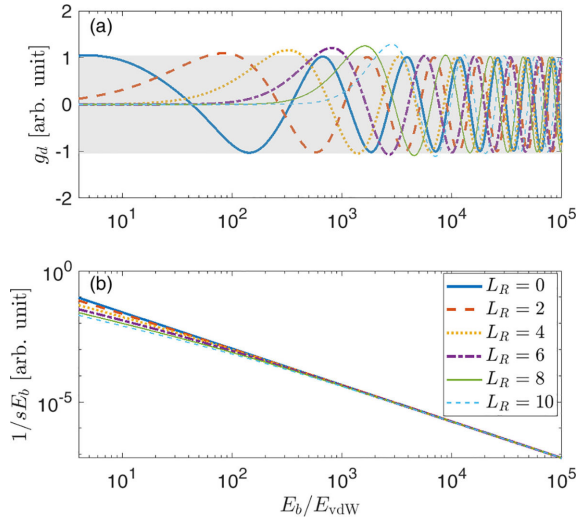 (a)
2
1
0
-1
-2
g_d [arb. unit]
10^1 10^2 10^3 10^4 10^5
(b)
10^0
10^-5
1/sE_b [arb. unit]
L_R = 0
L_R = 2
L_R = 4
L_R = 6
L_R = 8
L_R = 10
10^1 10^2 10^3 10^4 10^5
E_b/E_vdW